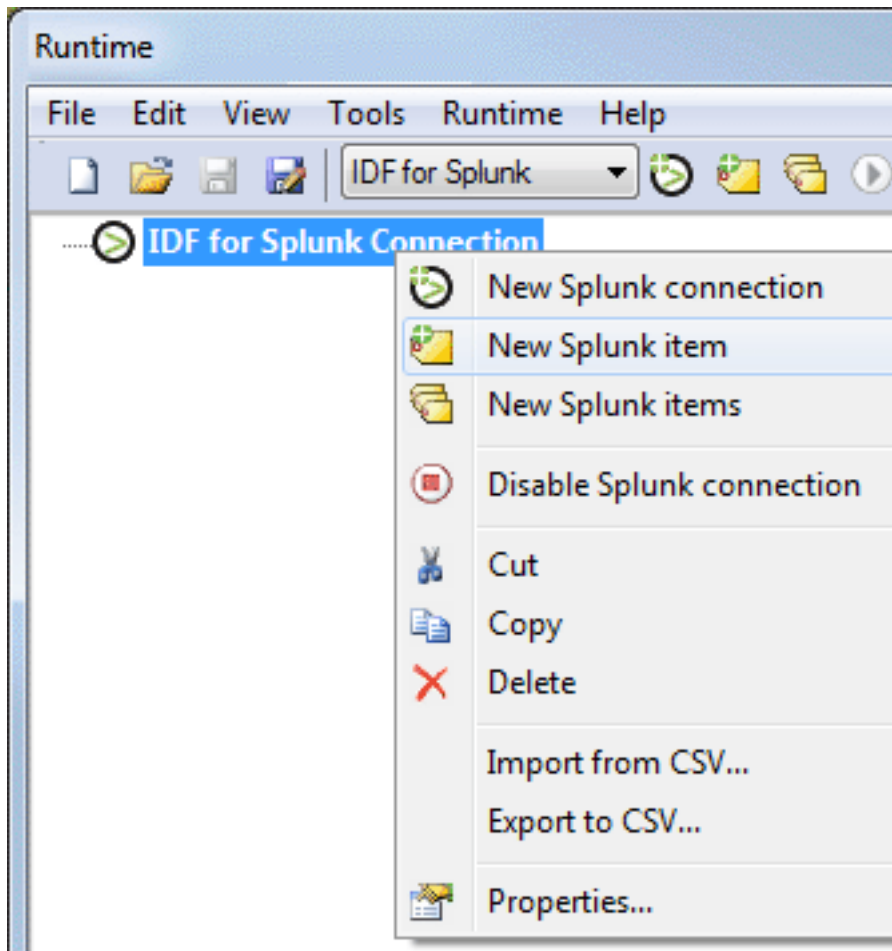 Runtime
File Edit View Tools Runtime Help
IDF for Splunk
IDF for Splunk Connection
New Splunk connection
New Splunk item
New Splunk items
Disable Splunk connection
Cut
Copy
Delete
Import from CSV...
Export to CSV...
Properties...